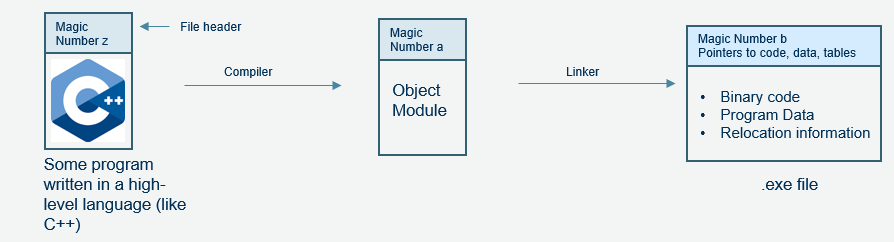 Magic
Number z
File header
C++
Some program
written in a high-
level language (like
C++)
Compiler
Magic
Number a
Object
Module
Linker
Magic Number b
Pointers to code, data, tables
• Binary code
• Program Data
• Relocation information
.exe file